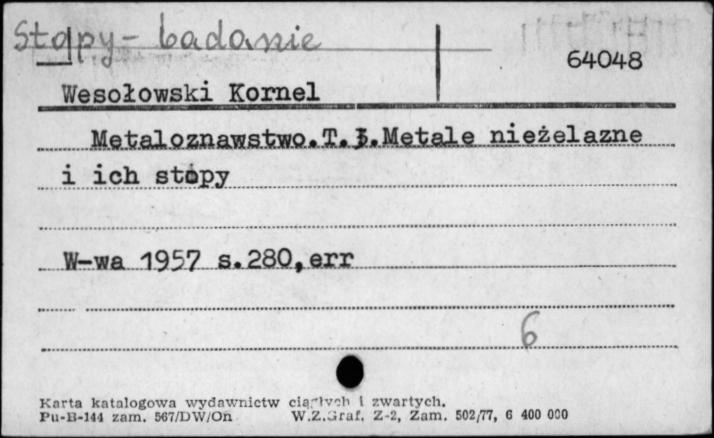 Stopy - badanie
64048
Wesołowski Kornel
Metaloznawstwo.T. 3.Metale nieżelazne
i ich stopy
W-wa 1957 s.280,err
6
Karta katalogowa wydawnictw ciągłych i zwartych.
Pu-B-144 zam. 567/DW/On W.Z.Graf. Z-2, Zam. 502/77, 6 400 000